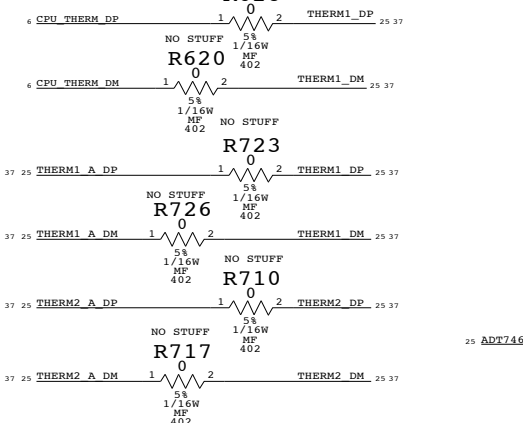 0
6 CPU_THERM_DP 1 2 THERM1_DP 25 37
5%
NO STUFF 1/16W
R620 MF
0 402
6 CPU_THERM_DM 1 2 THERM1_DM 25 37
5%
1/16W
MF NO STUFF
402
R723
0
37 25 THERM1_A_DP 1 2 THERM1_DP 25 37
5%
NO STUFF 1/16W
R726 MF
0 402
37 25 THERM1_A_DM 1 2 THERM1_DM 25 37
5%
1/16W NO STUFF
MF
402 R710
0
37 25 THERM2_A_DP 1 2 THERM2_DP 25 37
5%
NO STUFF 1/16W
MF
R717 402
25 ADT746
0
37 25 THERM2_A_DM 1 2 THERM2_DM 25 37
5%
1/16W
MF
402